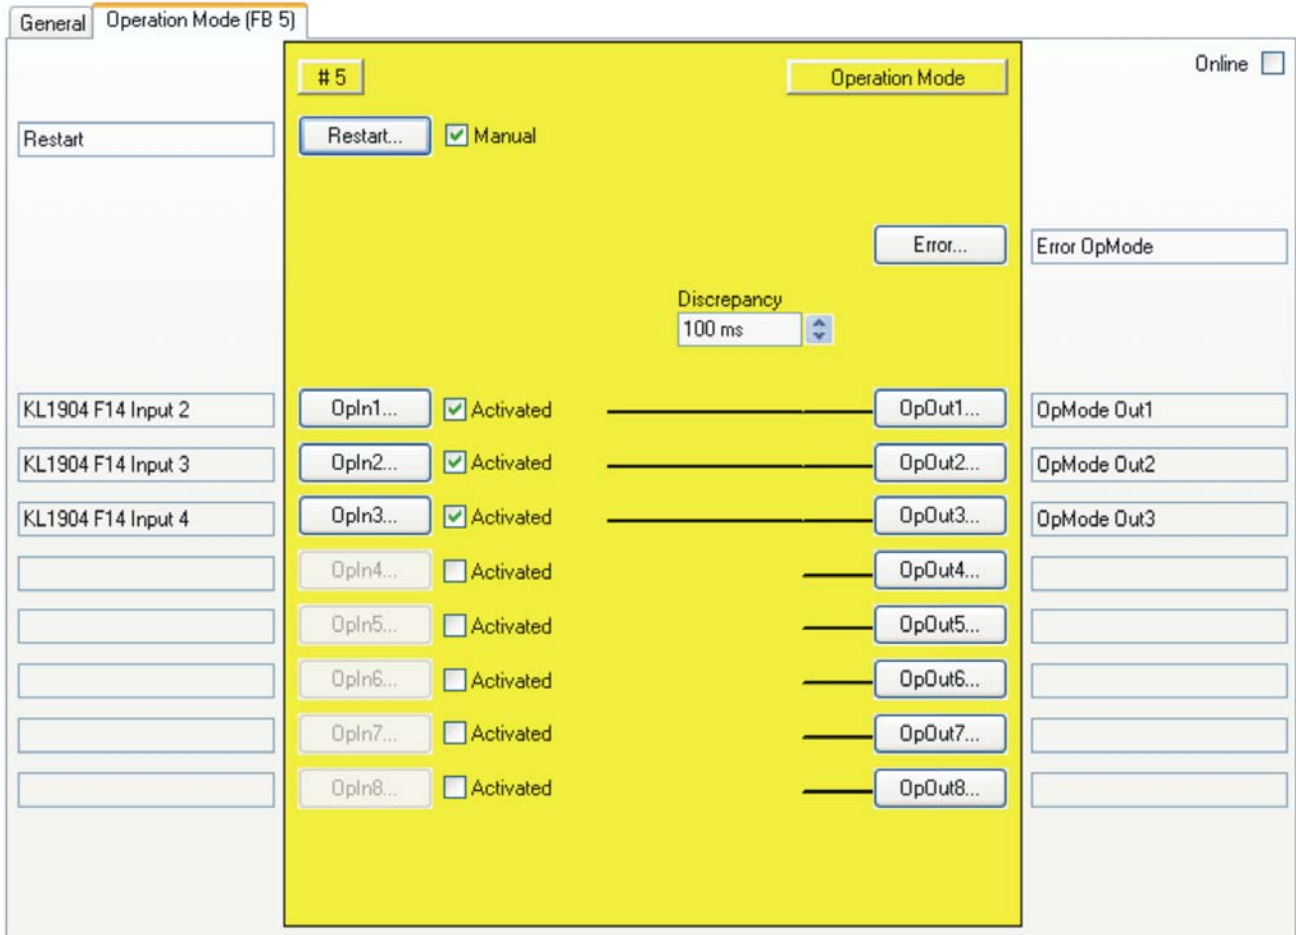 General Operation Mode (FB 5)
# 5 Operation Mode Online
Restart Restart... Manual
Error... Error OpMode
Discrepancy
100 ms
KL1904 F14 Input 2 OpIn1... Activated OpOut1... OpMode Out1
KL1904 F14 Input 3 OpIn2... Activated OpOut2... OpMode Out2
KL1904 F14 Input 4 OpIn3... Activated OpOut3... OpMode Out3
OpIn4... Activated OpOut4...
OpIn5... Activated OpOut5...
OpIn6... Activated OpOut6...
OpIn7... Activated OpOut7...
OpIn8... Activated OpOut8...